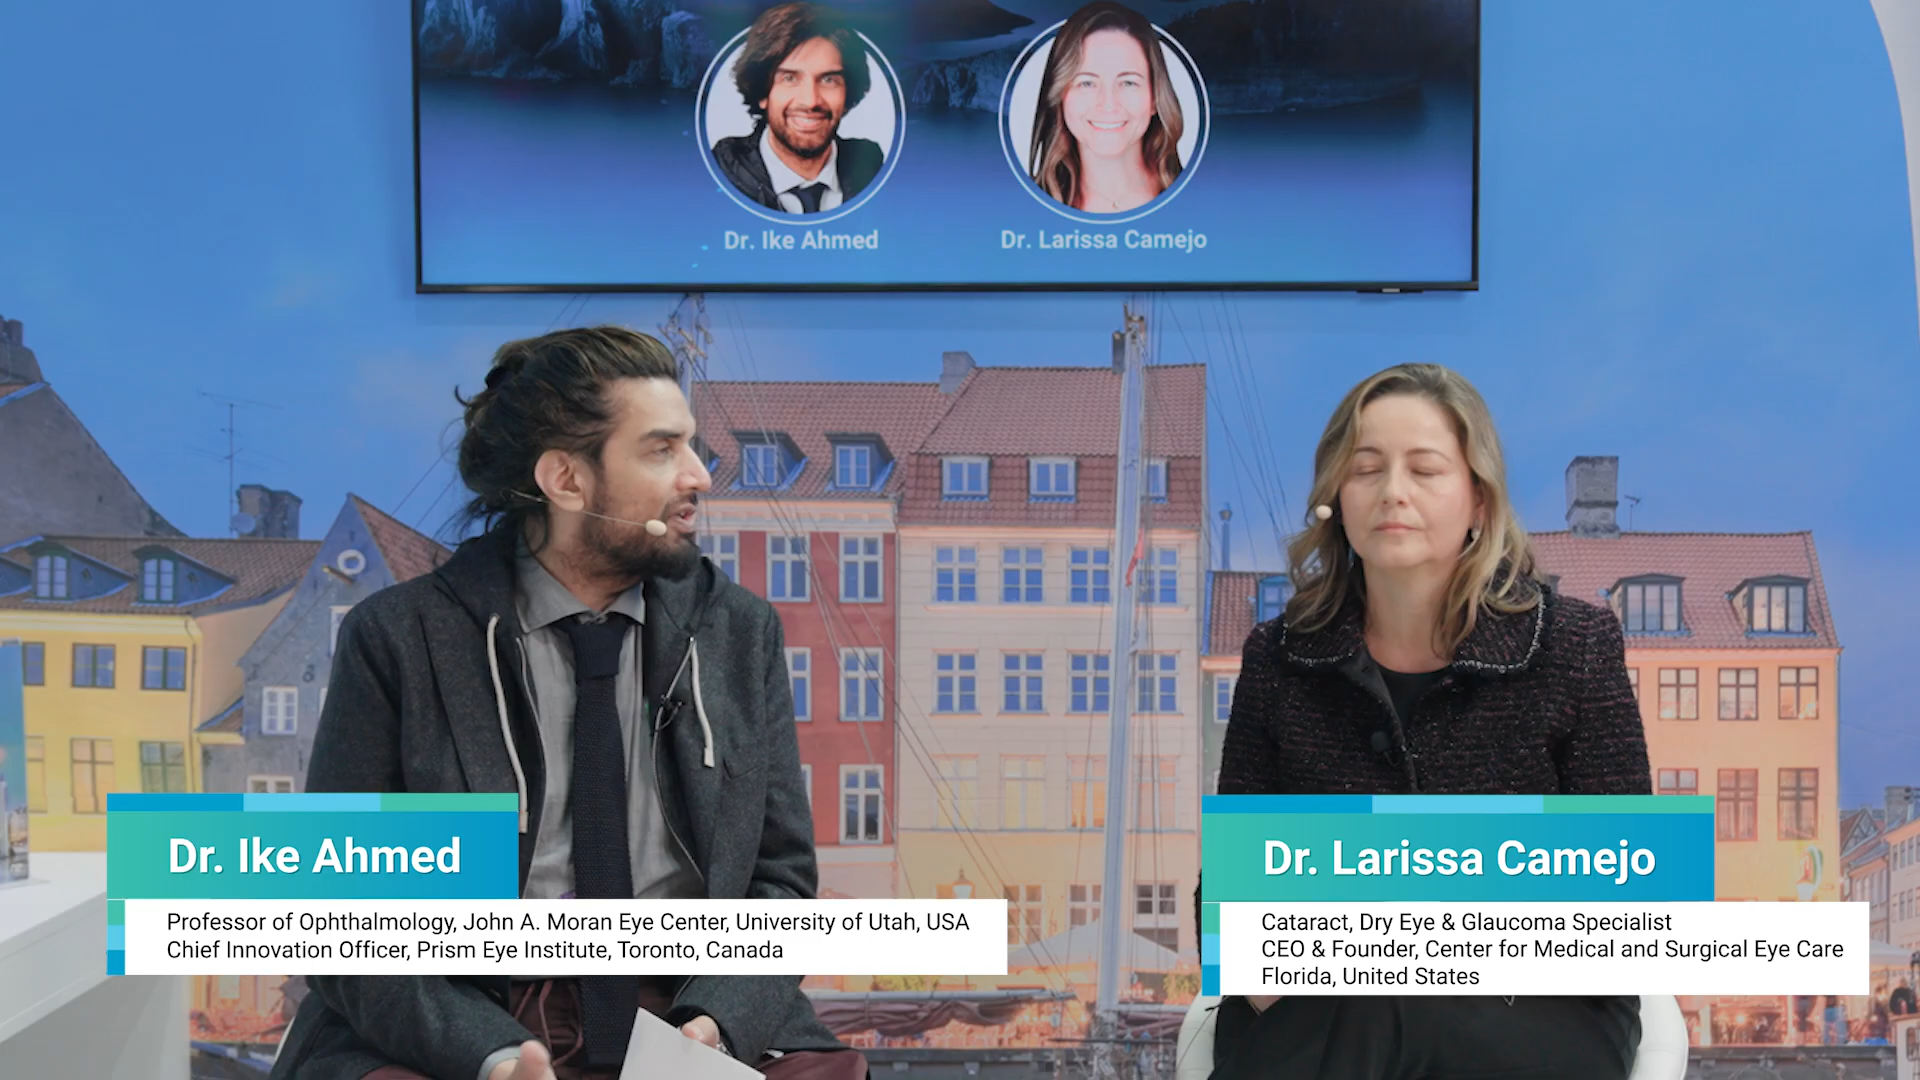 Dr. Ike Ahmed
Dr. Larissa Camejo
Dr. Ike Ahmed
Professor of Ophthalmology, John A. Moran Eye Center, University of Utah, USA
Chief Innovation Officer, Prism Eye Institute, Toronto, Canada
Dr. Larissa Camejo
Cataract, Dry Eye & Glaucoma Specialist
CEO & Founder, Center for Medical and Surgical Eye Care
Florida, United States